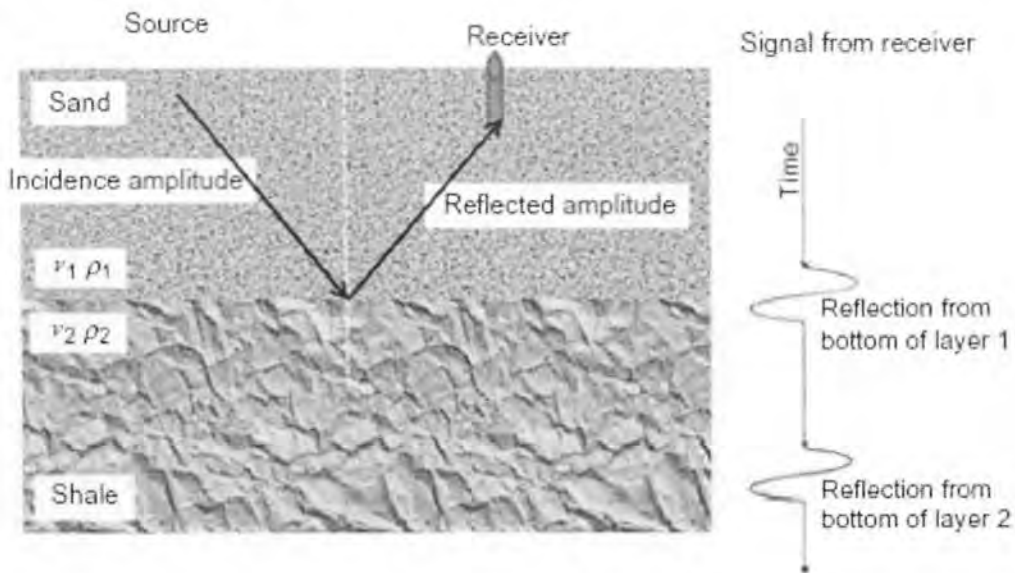 Source
Receiver
Signal from receiver
Sand
Incidence amplitude
Reflected amplitude
Time
v₁ ρ₁
v₂ ρ₂
Reflection from
bottom of layer 1
Shale
Reflection from
bottom of layer 2